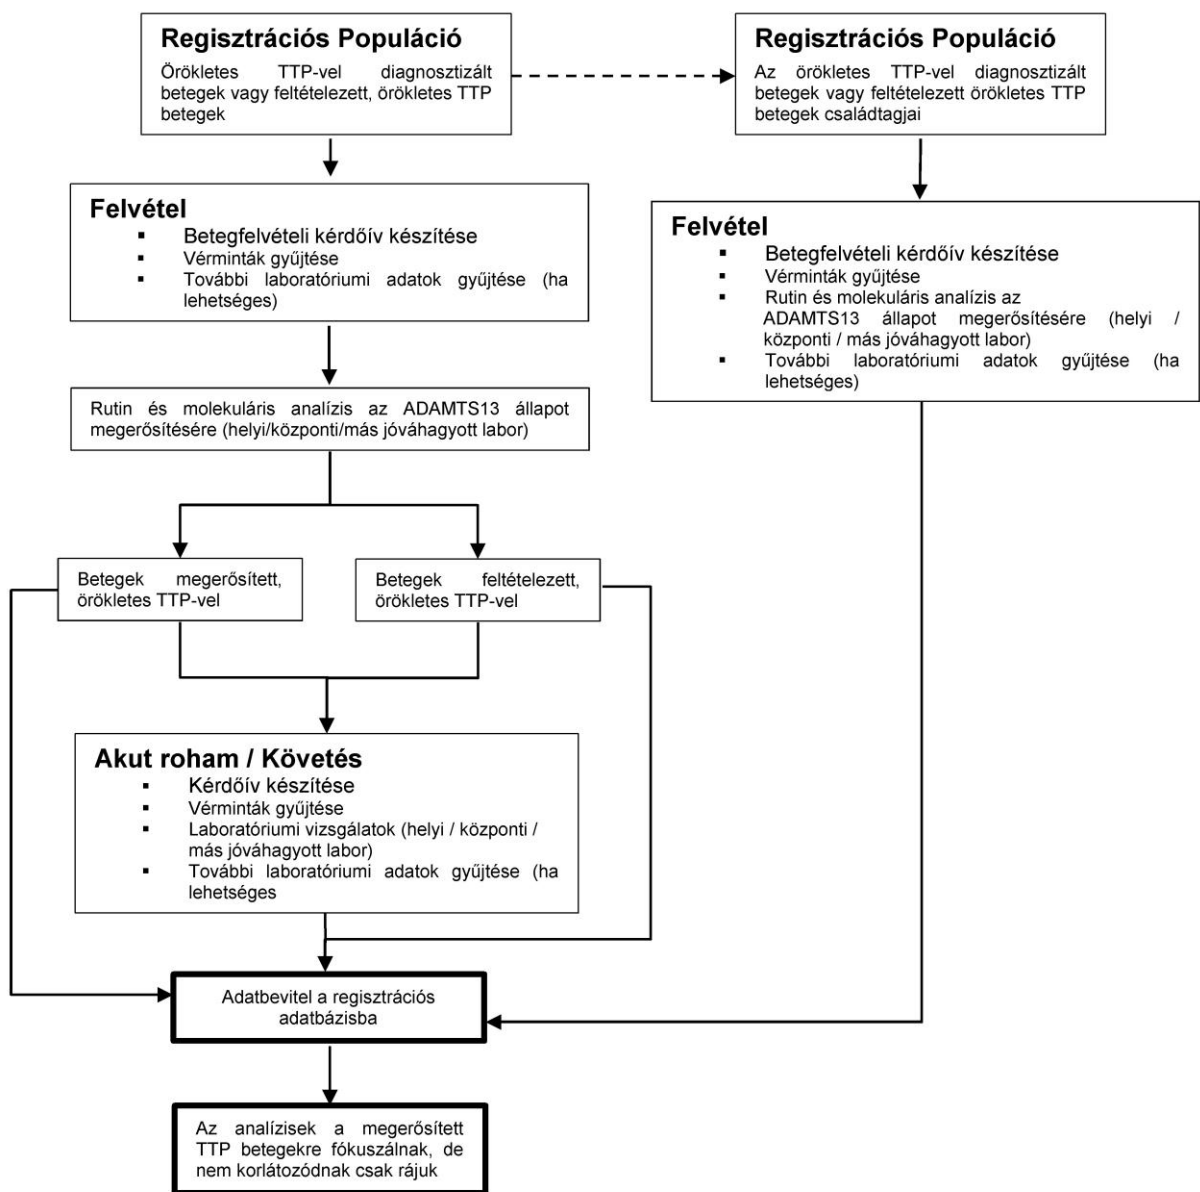 Regisztrációs Populáció
Örökletes TTP-vel diagnosztizált
betegek vagy feltételezett, örökletes TTP
betegek
Regisztrációs Populáció
Az örökletes TTP-vel diagnosztizált
betegek vagy feltételezett örökletes TTP
betegek családtagjai
Felvétel
▪ Betegfelvételi kérdőív készítése
▪ Vérminták gyűjtése
▪ További laboratóriumi adatok gyűjtése (ha
lehetséges)
Felvétel
▪ Betegfelvételi kérdőív készítése
▪ Vérminták gyűjtése
▪ Rutin és molekuláris analízis az
ADAMTS13 állapot megerősítésére (helyi /
központi / más jóváhagyott labor)
▪ További laboratóriumi adatok gyűjtése (ha
lehetséges)
Rutin és molekuláris analízis az ADAMTS13 állapot
megerősítésére (helyi/központi/más jóváhagyott labor)
Betegek megerősített,
örökletes TTP-vel
Betegek feltételezett,
örökletes TTP-vel
Akut roham / Követés
▪ Kérdőív készítése
▪ Vérminták gyűjtése
▪ Laboratóriumi vizsgálatok (helyi / központi /
más jóváhagyott labor)
▪ További laboratóriumi adatok gyűjtése (ha
lehetséges
Adatbevitel a regisztrációs
adatbázisba
Az analízisek a megerősített
TTP betegekre fókuszálnak, de
nem korlátozódnak csak rájuk